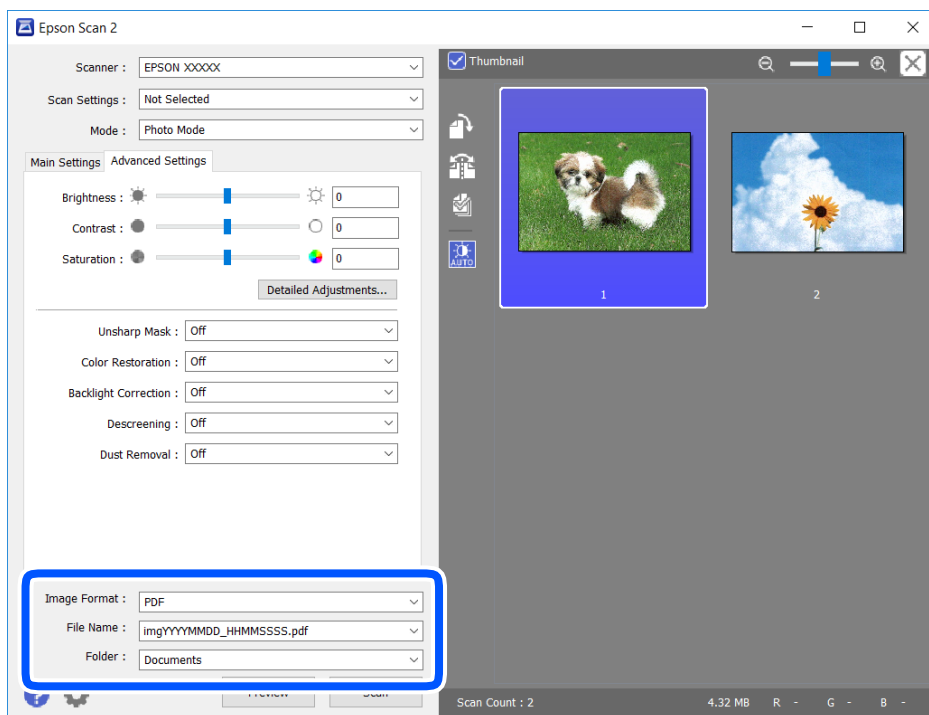 Epson Scan 2
Scanner :
EPSON XXXXX
Scan Settings :
Not Selected
Mode :
Photo Mode
Main Settings
Advanced Settings
Brightness :
0
Contrast :
0
Saturation :
0
Detailed Adjustments...
Unsharp Mask :
Off
Color Restoration :
Off
Backlight Correction :
Off
Descreening :
Off
Dust Removal :
Off
Image Format :
PDF
File Name :
imgYYYYMMDD_HHMMSSSS.pdf
Folder :
Documents
Preview
Scan
Thumbnail
AUTO
1
2
Scan Count : 2
4.32 MB
R -
G -
B -